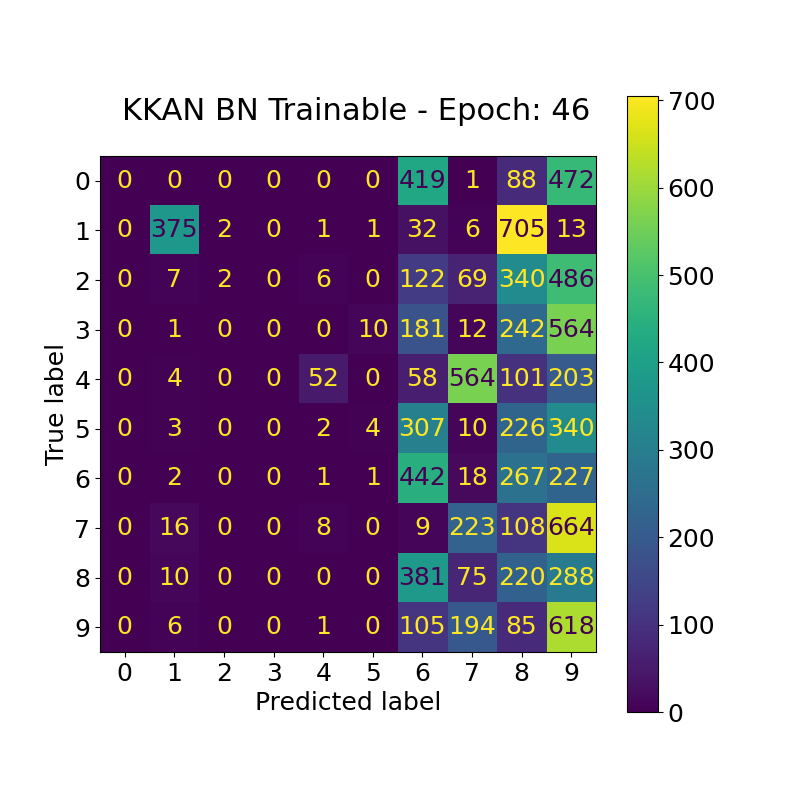 KKAN BN Trainable - Epoch: 46
700
600
500
400
300
200
100
0
True label
0 0 0 0 0 0 0 419 1 88 472
1 0 375 2 0 1 1 32 6 705 13
2 0 7 2 0 6 0 122 69 340 486
3 0 1 0 0 0 10 181 12 242 564
4 0 4 0 0 52 0 58 564 101 203
5 0 3 0 0 2 4 307 10 226 340
6 0 2 0 0 1 1 442 18 267 227
7 0 16 0 0 8 0 9 223 108 664
8 0 10 0 0 0 0 381 75 220 288
9 0 6 0 0 1 0 105 194 85 618
0 1 2 3 4 5 6 7 8 9
Predicted label